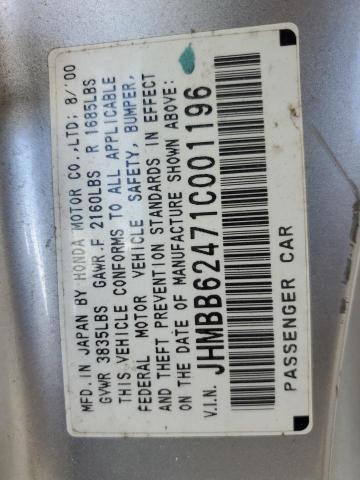 MFD.IN JAPAN BY HONDA MOTOR CO.,LTD; 8/'00
GVWR 3835LBS GAWR.F 2160LBS R 1685LBS
THIS VEHICLE CONFORMS TO ALL APPLICABLE
FEDERAL MOTOR VEHICLE SAFETY, BUMPER,
AND THEFT PREVENTION STANDARDS IN EFFECT
ON THE DATE OF MANUFACTURE SHOWN ABOVE:
V.I.N. JHMBB62471C001196
PASSENGER CAR